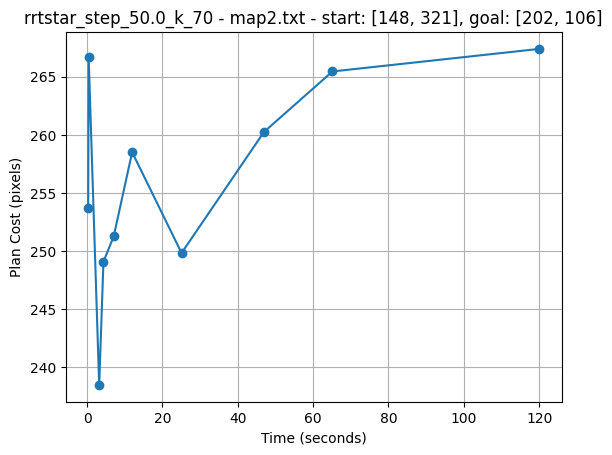 rrtstar_step_50.0_k_70 - map2.txt - start: [148, 321], goal: [202, 106]
Plan Cost (pixels)
265
260
255
250
245
240
0 20 40 60 80 100 120
Time (seconds)